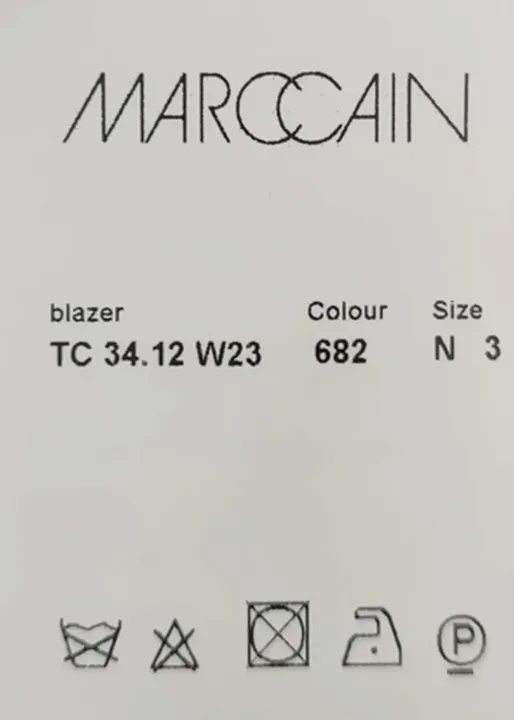 MARCCAIN
blazer Colour Size
TC 34.12 W23 682 N 3
P